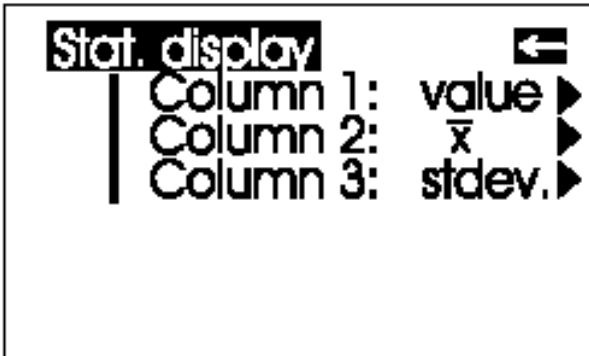 Stat. display ←
Column 1: value ▶
Column 2: x̅ ▶
Column 3: stdev. ▶